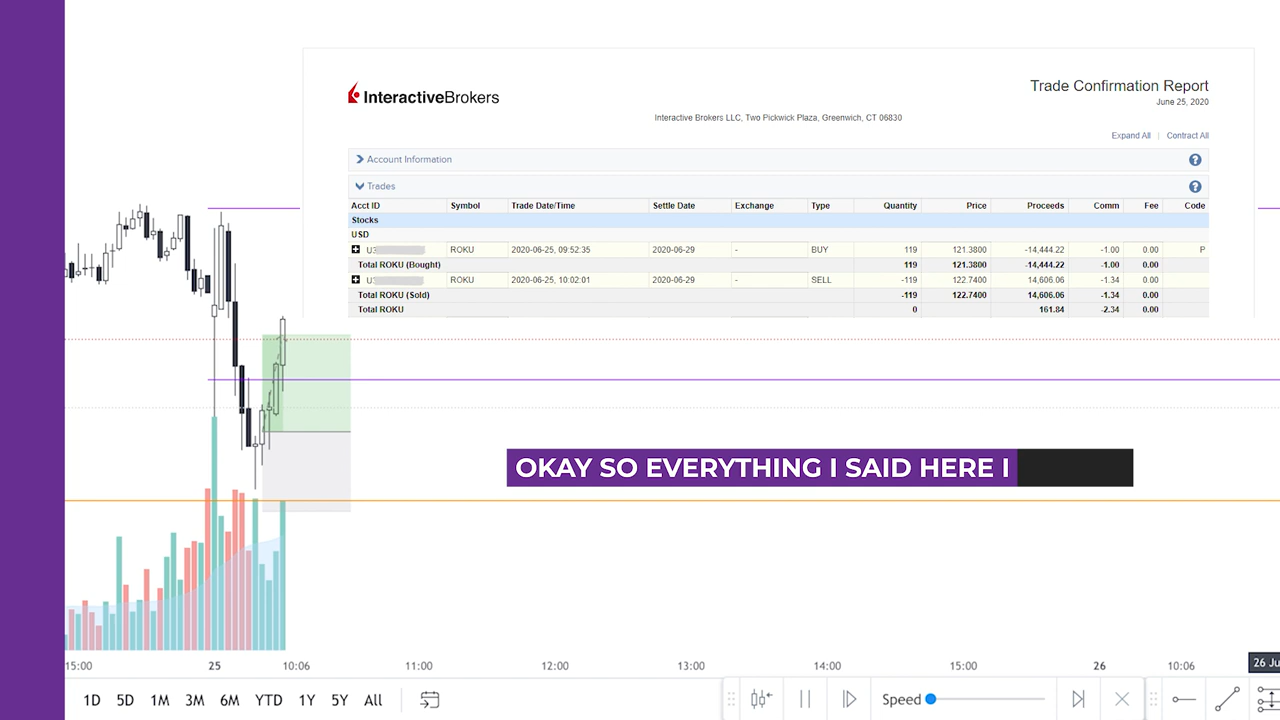 InteractiveBrokers
Trade Confirmation Report
June 25, 2020
Interactive Brokers LLC, Two Pickwick Plaza, Greenwich, CT 06830
Expand All | Contract All
Account Information ?
Trades ?
Acct ID Symbol Trade Date/Time Settle Date Exchange Type Quantity Price Proceeds Comm Fee Code
Stocks
USD
ROKU 2020-06-25, 09:52:35 2020-06-29 - BUY 119 121.3800 -14,444.22 -1.00 0.00 P
Total ROKU (Bought) 119 121.3800 -14,444.22 -1.00 0.00
ROKU 2020-06-25, 10:02:01 2020-06-29 - SELL -119 122.7400 14,606.06 -1.34 0.00
Total ROKU (Sold) -119 122.7400 14,606.06 -1.34 0.00
Total ROKU 0 161.84 -2.34 0.00
OKAY SO EVERYTHING I SAID HERE I
15:00 25 10:06 11:00 12:00 13:00 14:00 15:00 26 10:06 26 Ju
1D 5D 1M 3M 6M YTD 1Y 5Y All Speed